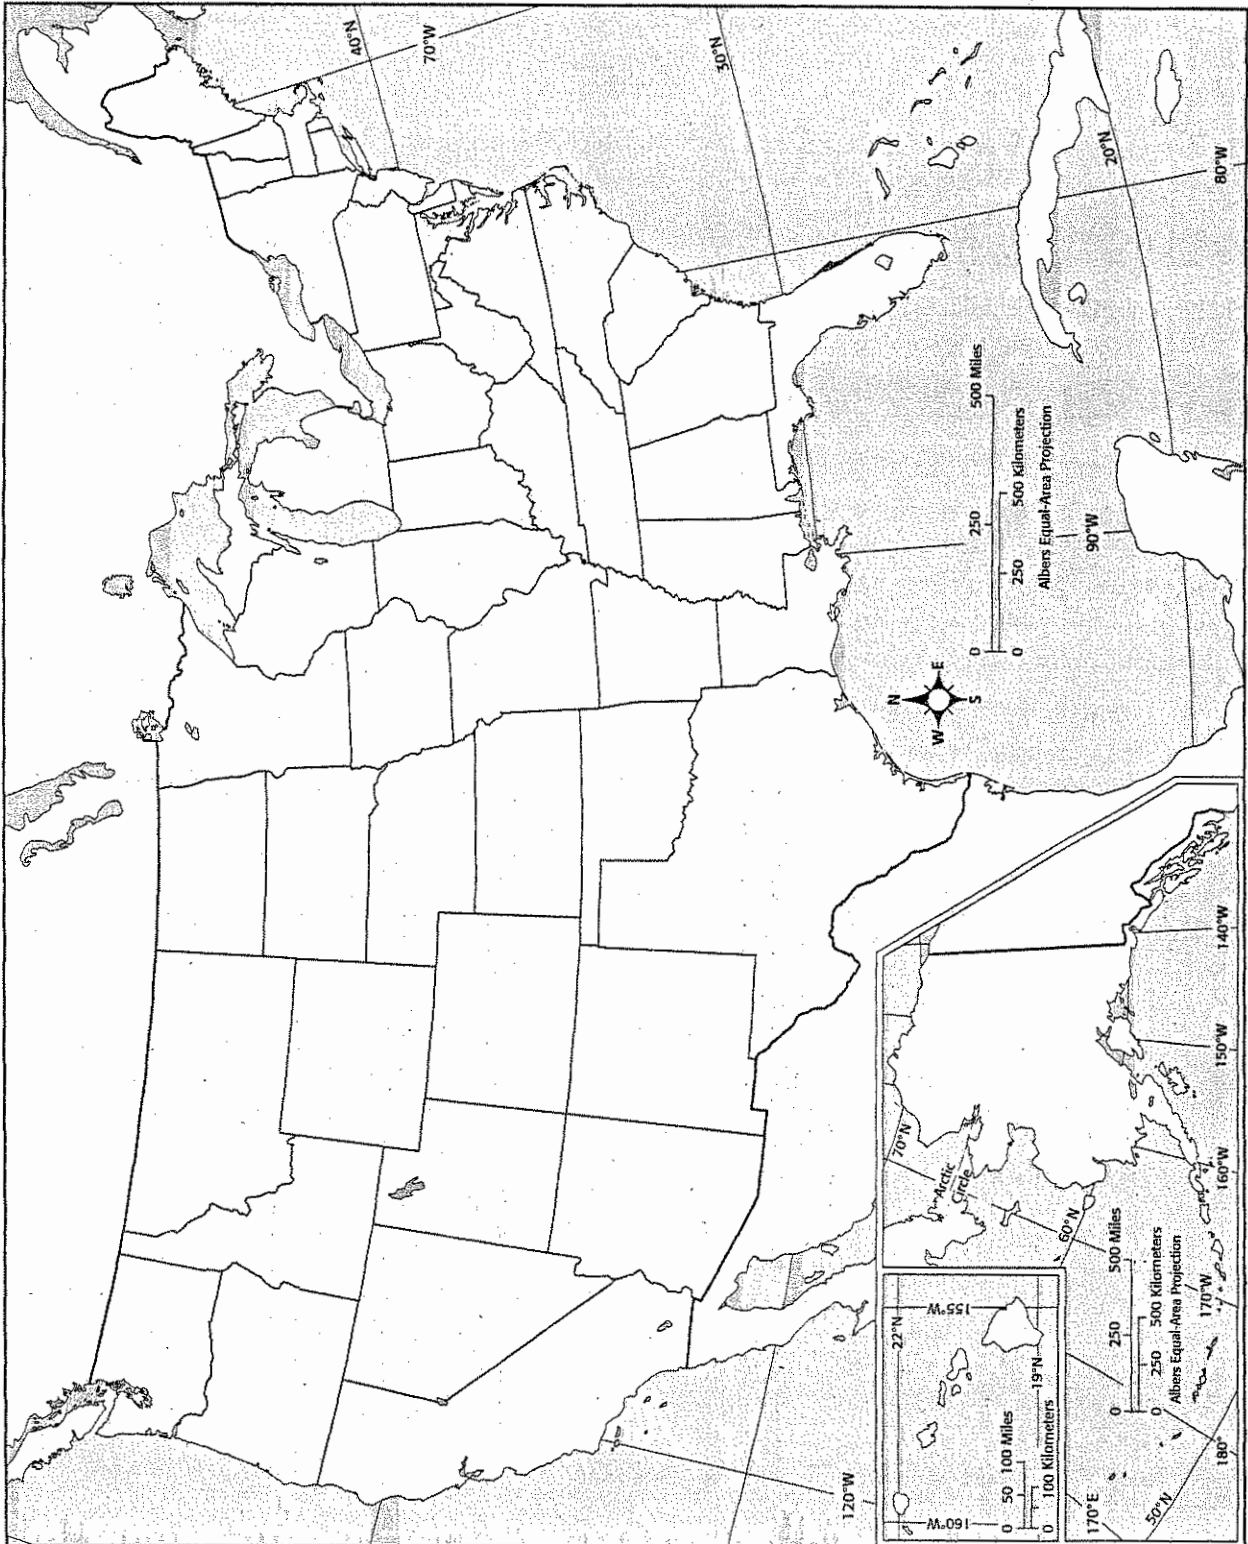 40°N
70°W
30°N
20°N
80°W
500 Miles
250
0
500 Kilometers
250
0
Albers Equal-Area Projection
90°W
N
E
S
W
140°W
150°W
160°W
170°W
180°
70°N
Arctic
Circle
60°N
50°N
170°E
500 Miles
250
0
500 Kilometers
250
0
Albers Equal-Area Projection
22°N
155°W
19°N
160°W
0 50 100 Miles
0 100 Kilometers
120°W